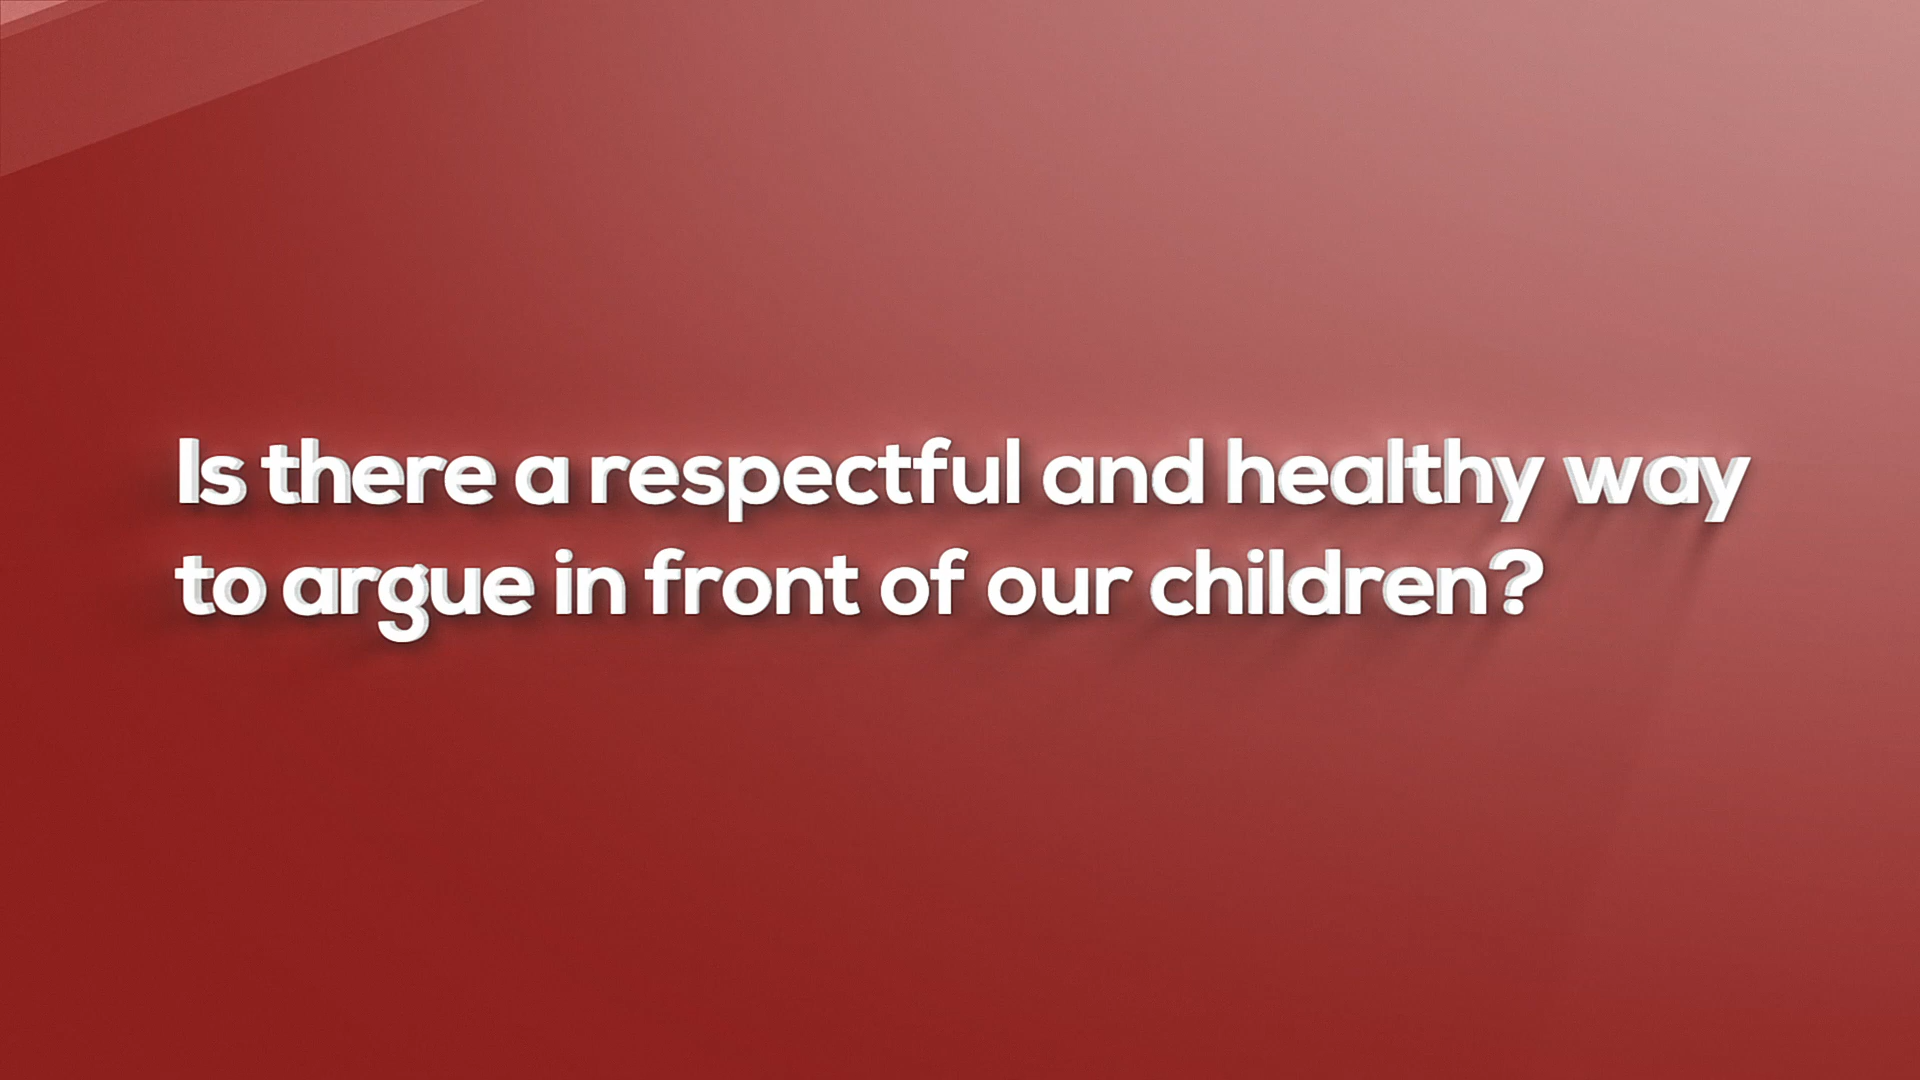 Is there a respectful and healthy way
to argue in front of our children?